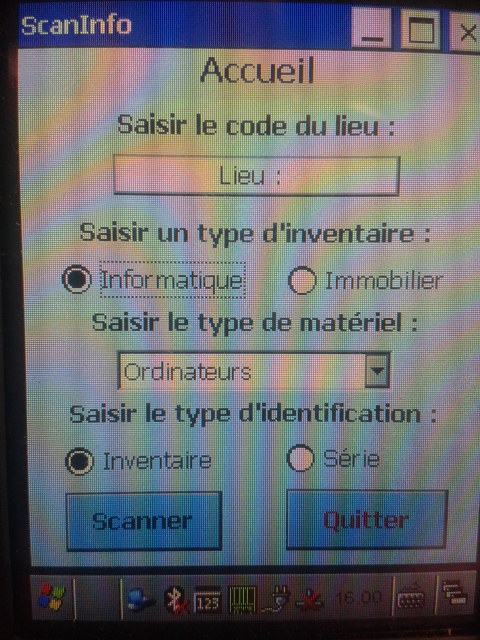 ScanInfo
Accueil
Saisir le code du lieu :
Lieu :
Saisir un type d'inventaire :
Informatique Immobilier
Saisir le type de matériel :
Ordinateurs
Saisir le type d'identification :
Inventaire Série
Scanner Quitter
123 16:00